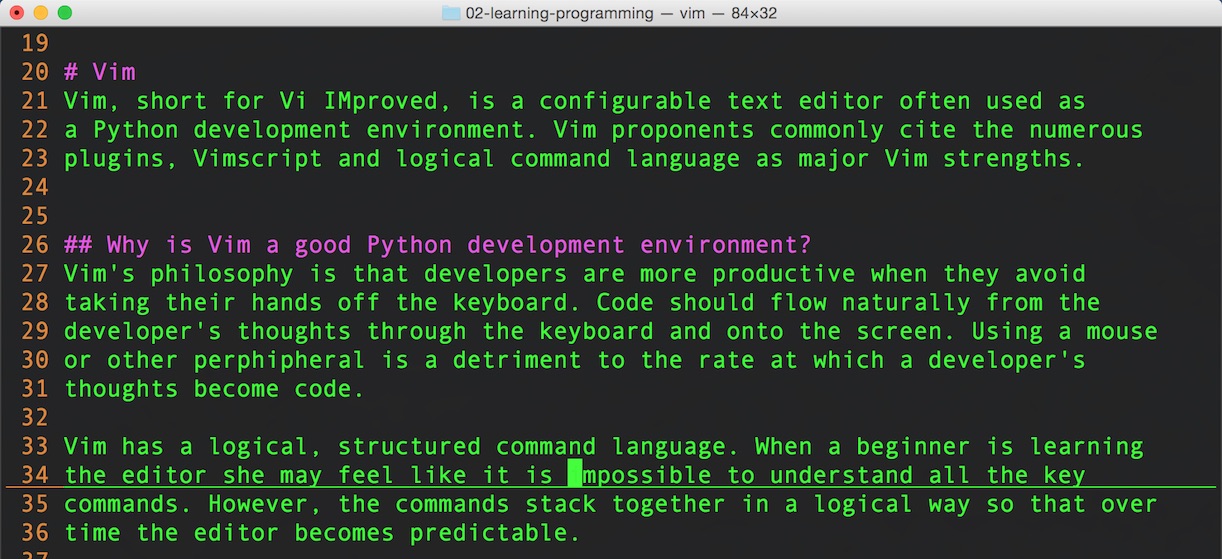 02-learning-programming — vim — 84×32
19
20 # Vim
21 Vim, short for Vi IMproved, is a configurable text editor often used as
22 a Python development environment. Vim proponents commonly cite the numerous
23 plugins, Vimscript and logical command language as major Vim strengths.
24
25
26 ## Why is Vim a good Python development environment?
27 Vim's philosophy is that developers are more productive when they avoid
28 taking their hands off the keyboard. Code should flow naturally from the
29 developer's thoughts through the keyboard and onto the screen. Using a mouse
30 or other perphipheral is a detriment to the rate at which a developer's
31 thoughts become code.
32
33 Vim has a logical, structured command language. When a beginner is learning
34 the editor she may feel like it is impossible to understand all the key
35 commands. However, the commands stack together in a logical way so that over
36 time the editor becomes predictable.
37